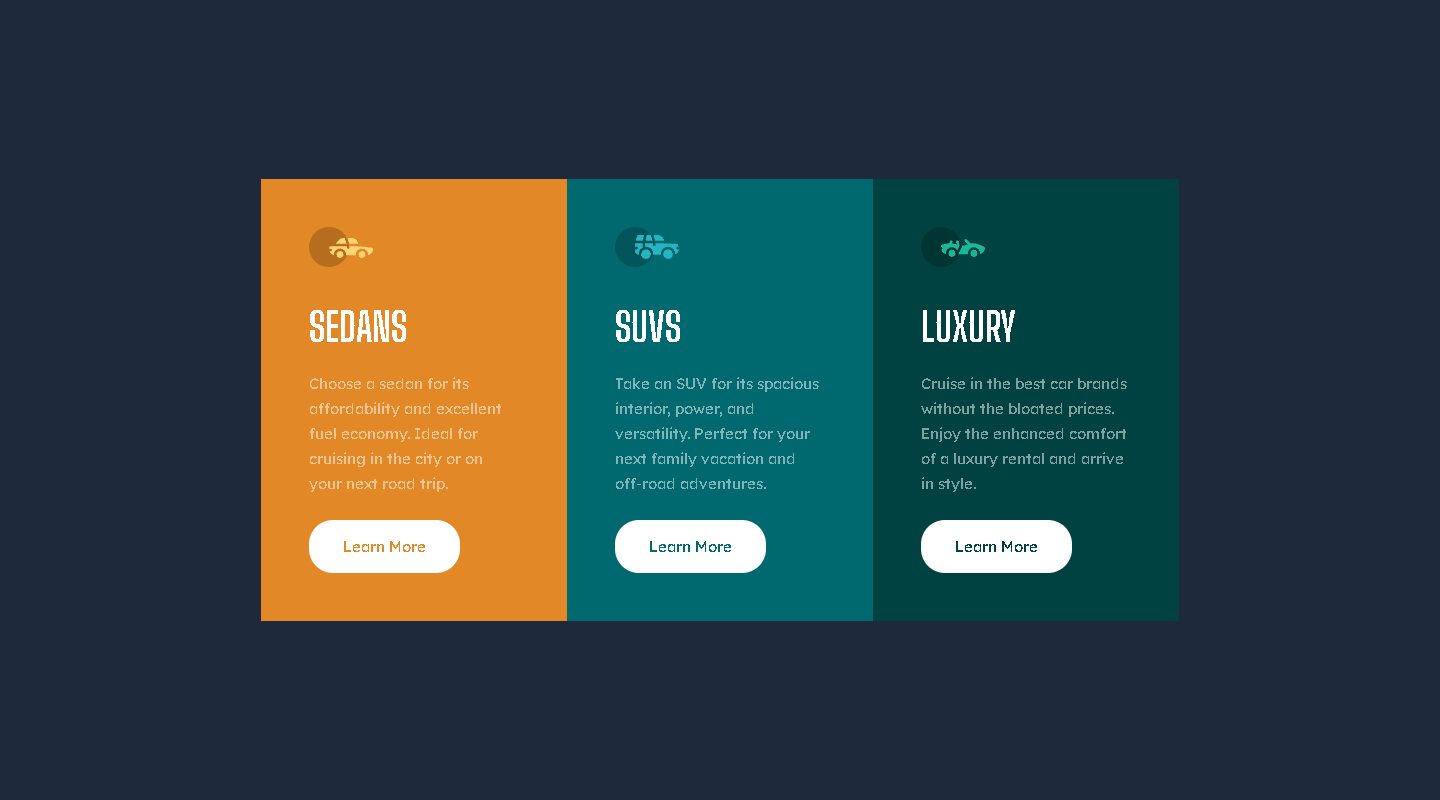 SEDANS
Choose a sedan for its
affordability and excellent
fuel economy. Ideal for
cruising in the city or on
your next road trip.
Learn More
SUVS
Take an SUV for its spacious
interior, power, and
versatility. Perfect for your
next family vacation and
off-road adventures.
Learn More
LUXURY
Cruise in the best car brands
without the bloated prices.
Enjoy the enhanced comfort
of a luxury rental and arrive
in style.
Learn More